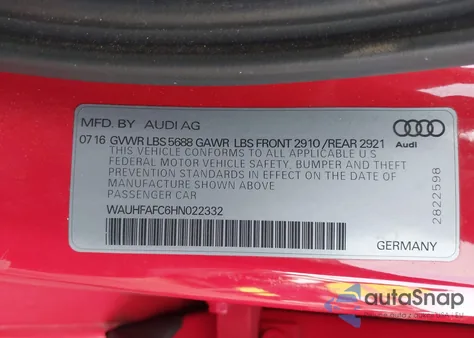 MFD. BY AUDI AG
07 16 GVWR LBS 5688 GAWR LBS FRONT 2910 /REAR 2921
THIS VEHICLE CONFORMS TO ALL APPLICABLE U S
FEDERAL MOTOR VEHICLE SAFETY, BUMPER AND THEFT
PREVENTION STANDARDS IN EFFECT ON THE DATE OF
MANUFACTURE SHOWN ABOVE
PASSENGER CAR
WAUHFAFC6HN022332
GERMANY
Audi
2822598
autoSnap